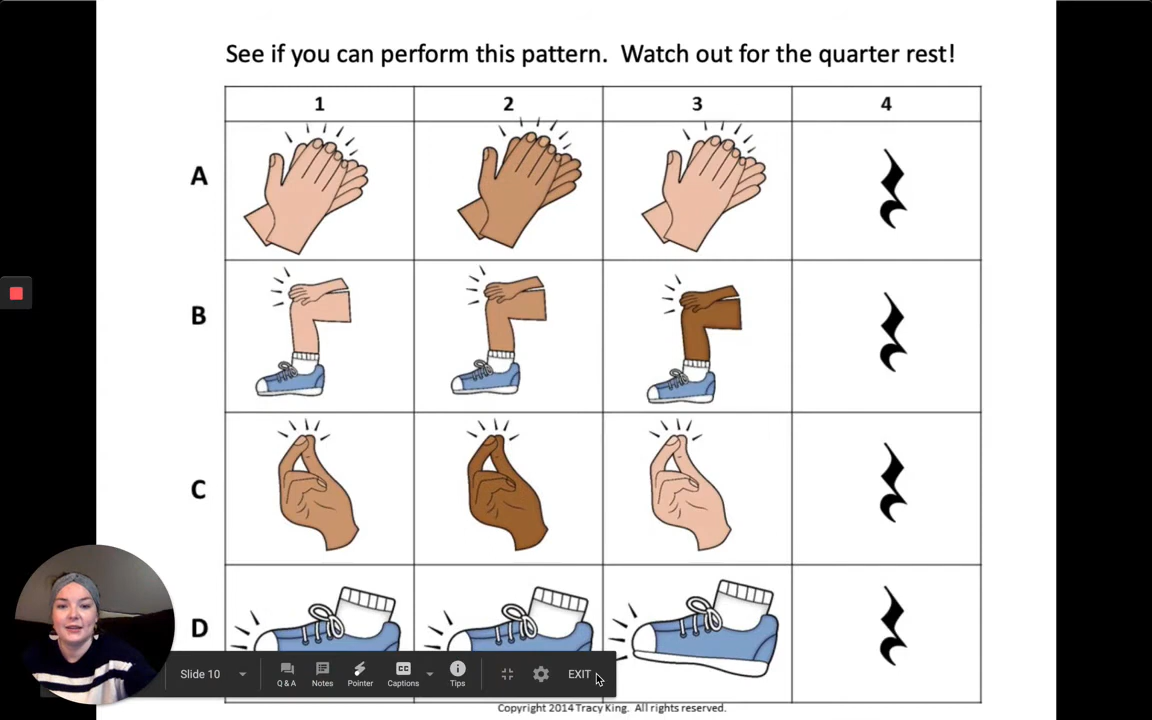 See if you can perform this pattern. Watch out for the quarter rest!
1 2 3 4
A
B
C
D
Slide 10
Q & A
Notes
Pointer
CC
Captions
Tips
EXIT
Copyright 2014 Tracy King. All rights reserved.